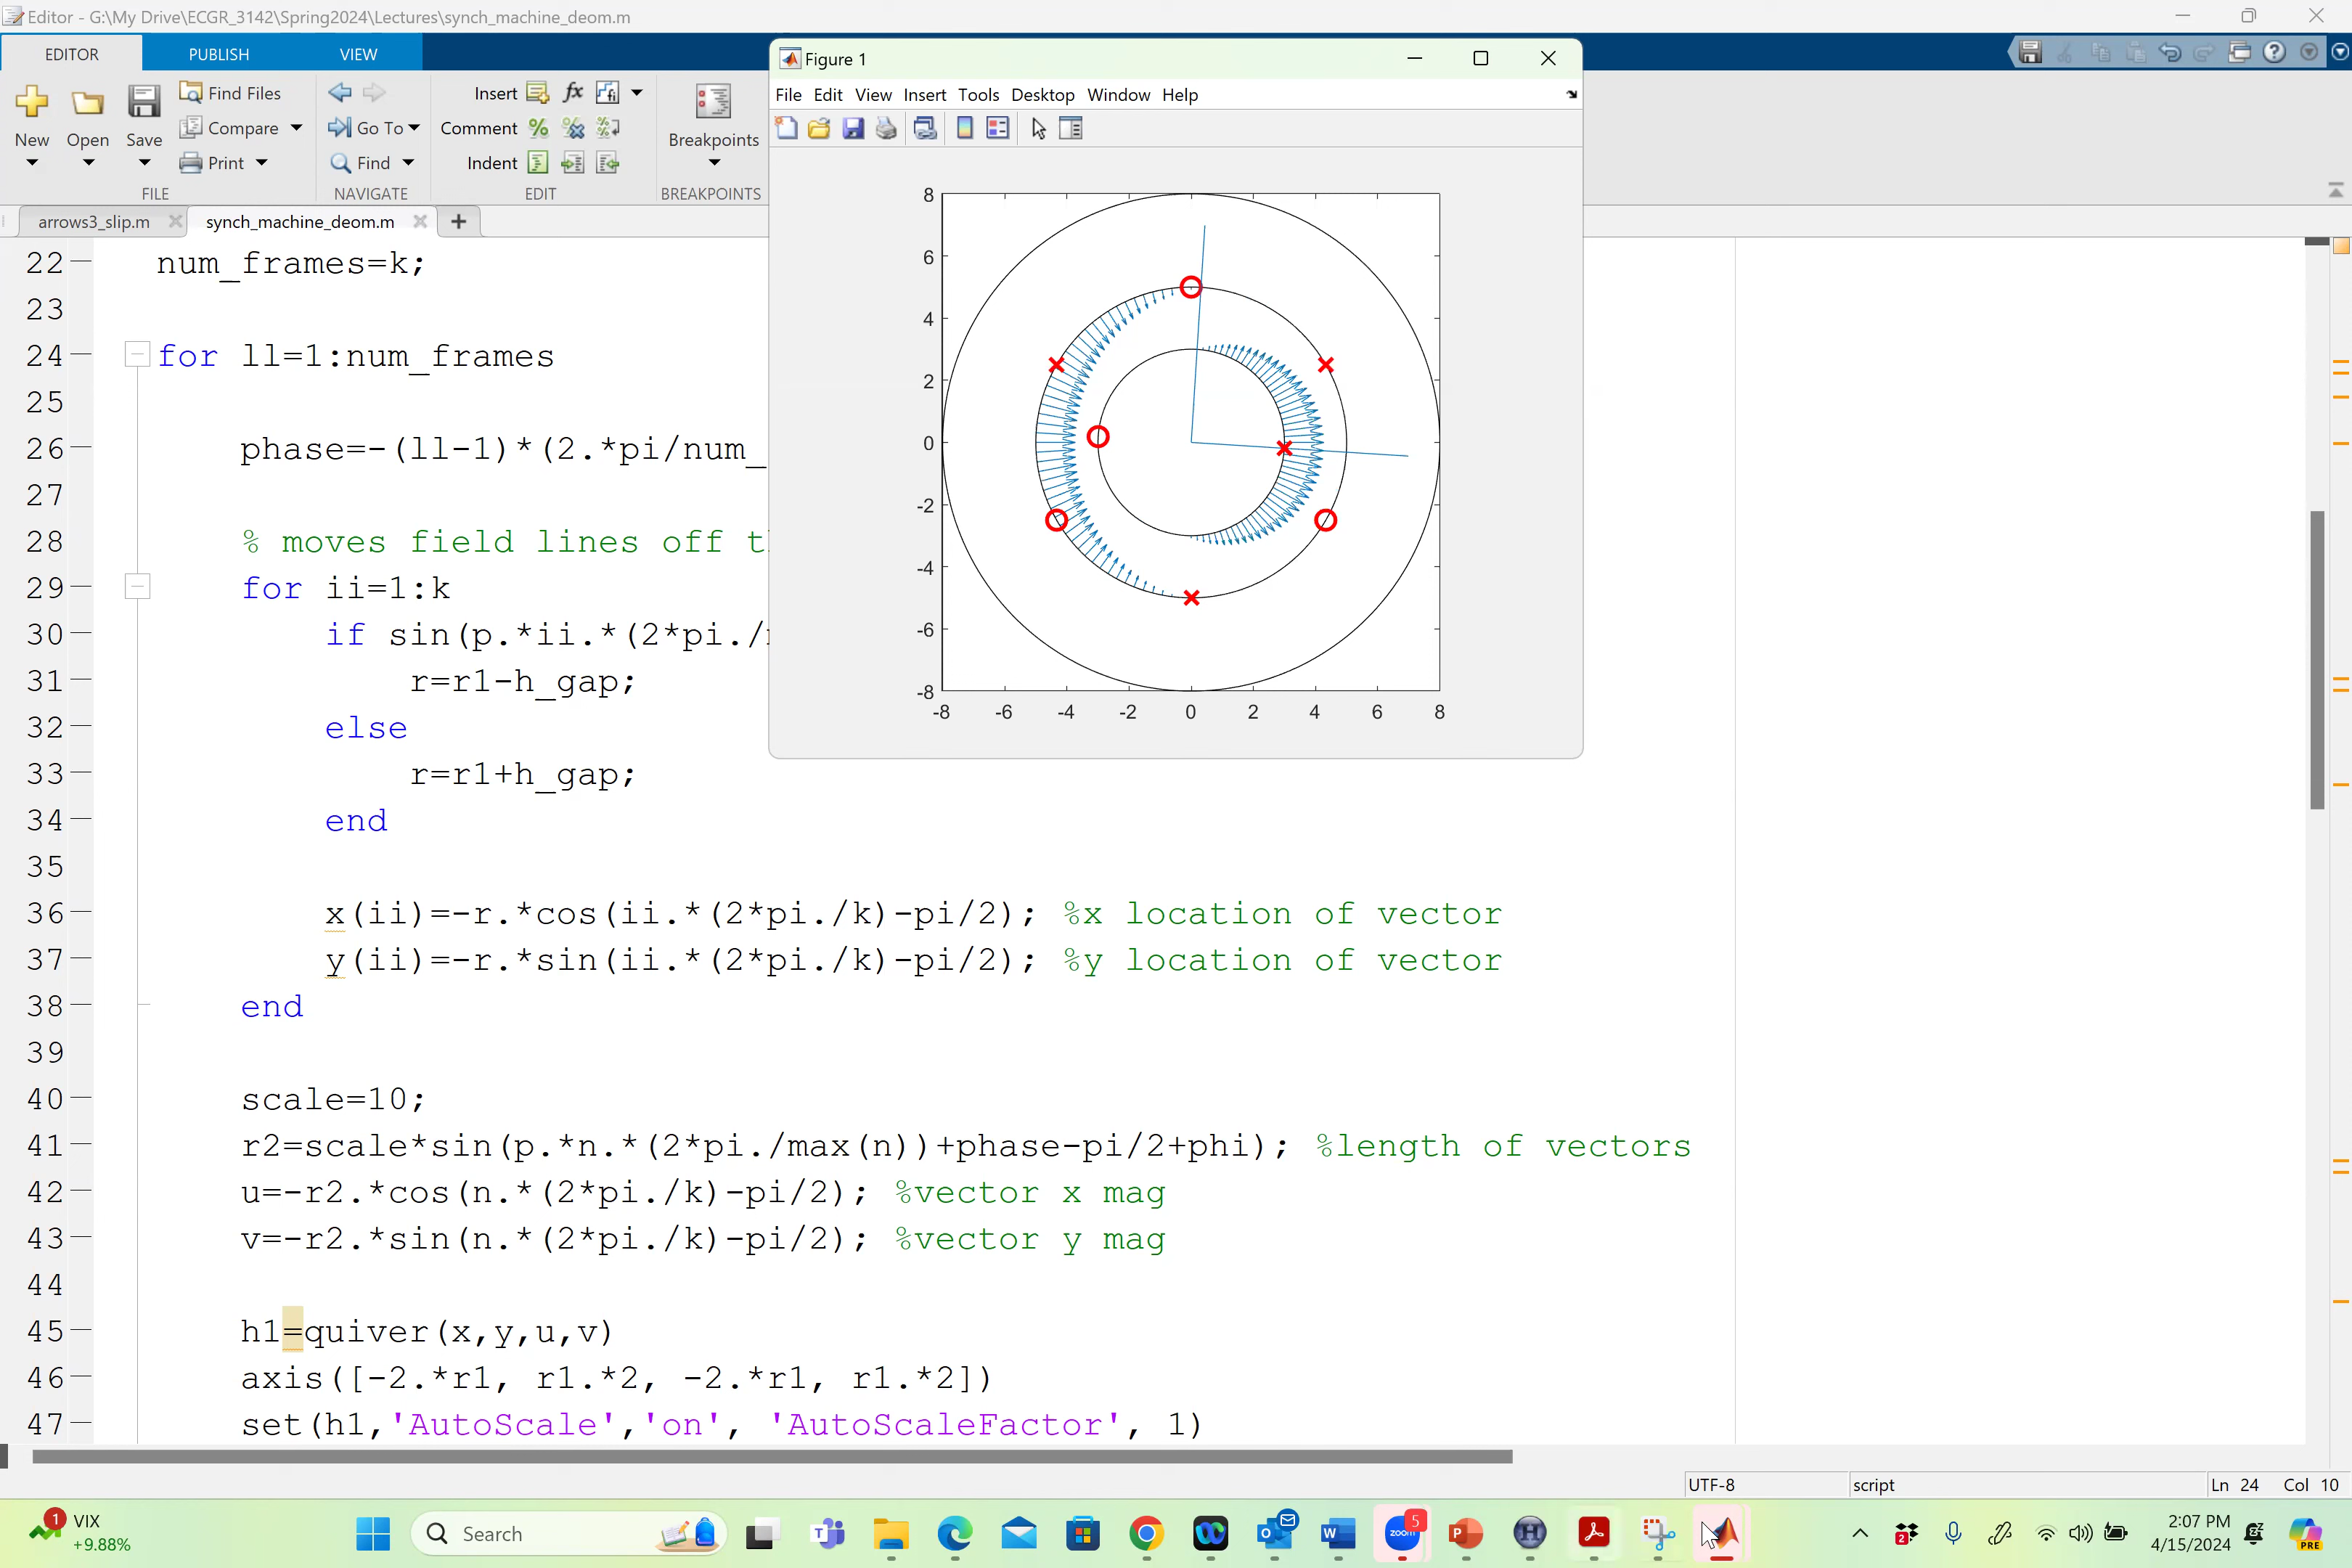 Editor - G:\My Drive\ECGR_3142\Spring2024\Lectures\synch_machine_deom.m
EDITOR PUBLISH VIEW
New Open Save
Find Files
Compare
Print
FILE
Go To
Find
NAVIGATE
Insert fx fi
Comment % % %
Indent
EDIT
Breakpoints
BREAKPOINTS
arrows3_slip.m synch_machine_deom.m +
Figure 1
File Edit View Insert Tools Desktop Window Help
8
6
4
2
0
-2
-4
-6
-8
-8 -6 -4 -2 0 2 4 6 8
22 num_frames=k;
23
24 for ll=1:num_frames
25
26 phase=-(ll-1)*(2.*pi/num_
27
28 % moves field lines off
29 for ii=1:k
30 if sin(p.*ii.*(2*pi./
31 r=r1-h_gap;
32 else
33 r=r1+h_gap;
34 end
35
36 x(ii)=-r.*cos(ii.*(2*pi./k)-pi/2); %x location of vector
37 y(ii)=-r.*sin(ii.*(2*pi./k)-pi/2); %y location of vector
38 end
39
40 scale=10;
41 r2=scale*sin(p.*n.*(2*pi./max(n))+phase-pi/2+phi); %length of vectors
42 u=-r2.*cos(n.*(2*pi./k)-pi/2); %vector x mag
43 v=-r2.*sin(n.*(2*pi./k)-pi/2); %vector y mag
44
45 h1=quiver(x,y,u,v)
46 axis([-2.*r1, r1.*2, -2.*r1, r1.*2])
47 set(h1,'AutoScale','on', 'AutoScaleFactor', 1)
UTF-8 script Ln 24 Col 10
1 VIX
+9.88%
Search
T
O
W
zoom 5
P
H
2
2:07 PM
4/15/2024
PRE